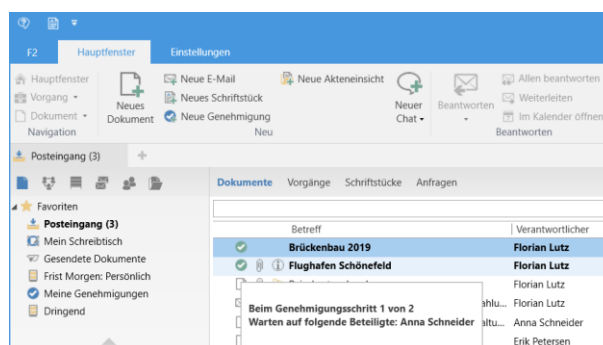 F2 Hauptfenster Einstellungen
Hauptfenster
Vorgang
Dokument
Navigation
Neues
Dokument
Neue E-Mail
Neues Schriftstück
Neue Genehmigung
Neue Akteneinsicht
Neu
Neuer
Chat
Beantworten
Allen beantworten
Weiterleiten
Im Kalender öffnen
Beantworten
Posteingang (3) +
Dokumente Vorgänge Schriftstücke Anfragen
Favoriten
Posteingang (3)
Mein Schreibtisch
Gesendete Dokumente
Frist Morgen: Persönlich
Meine Genehmigungen
Dringend
Betreff Verantwortlicher
Brückenbau 2019 Florian Lutz
Flughafen Schönefeld Florian Lutz
Florian Lutz
Florian Lutz
Anna Schneider
Erik Petersen
Beim Genehmigungsschritt 1 von 2
Warten auf folgende Beteiligte: Anna Schneider